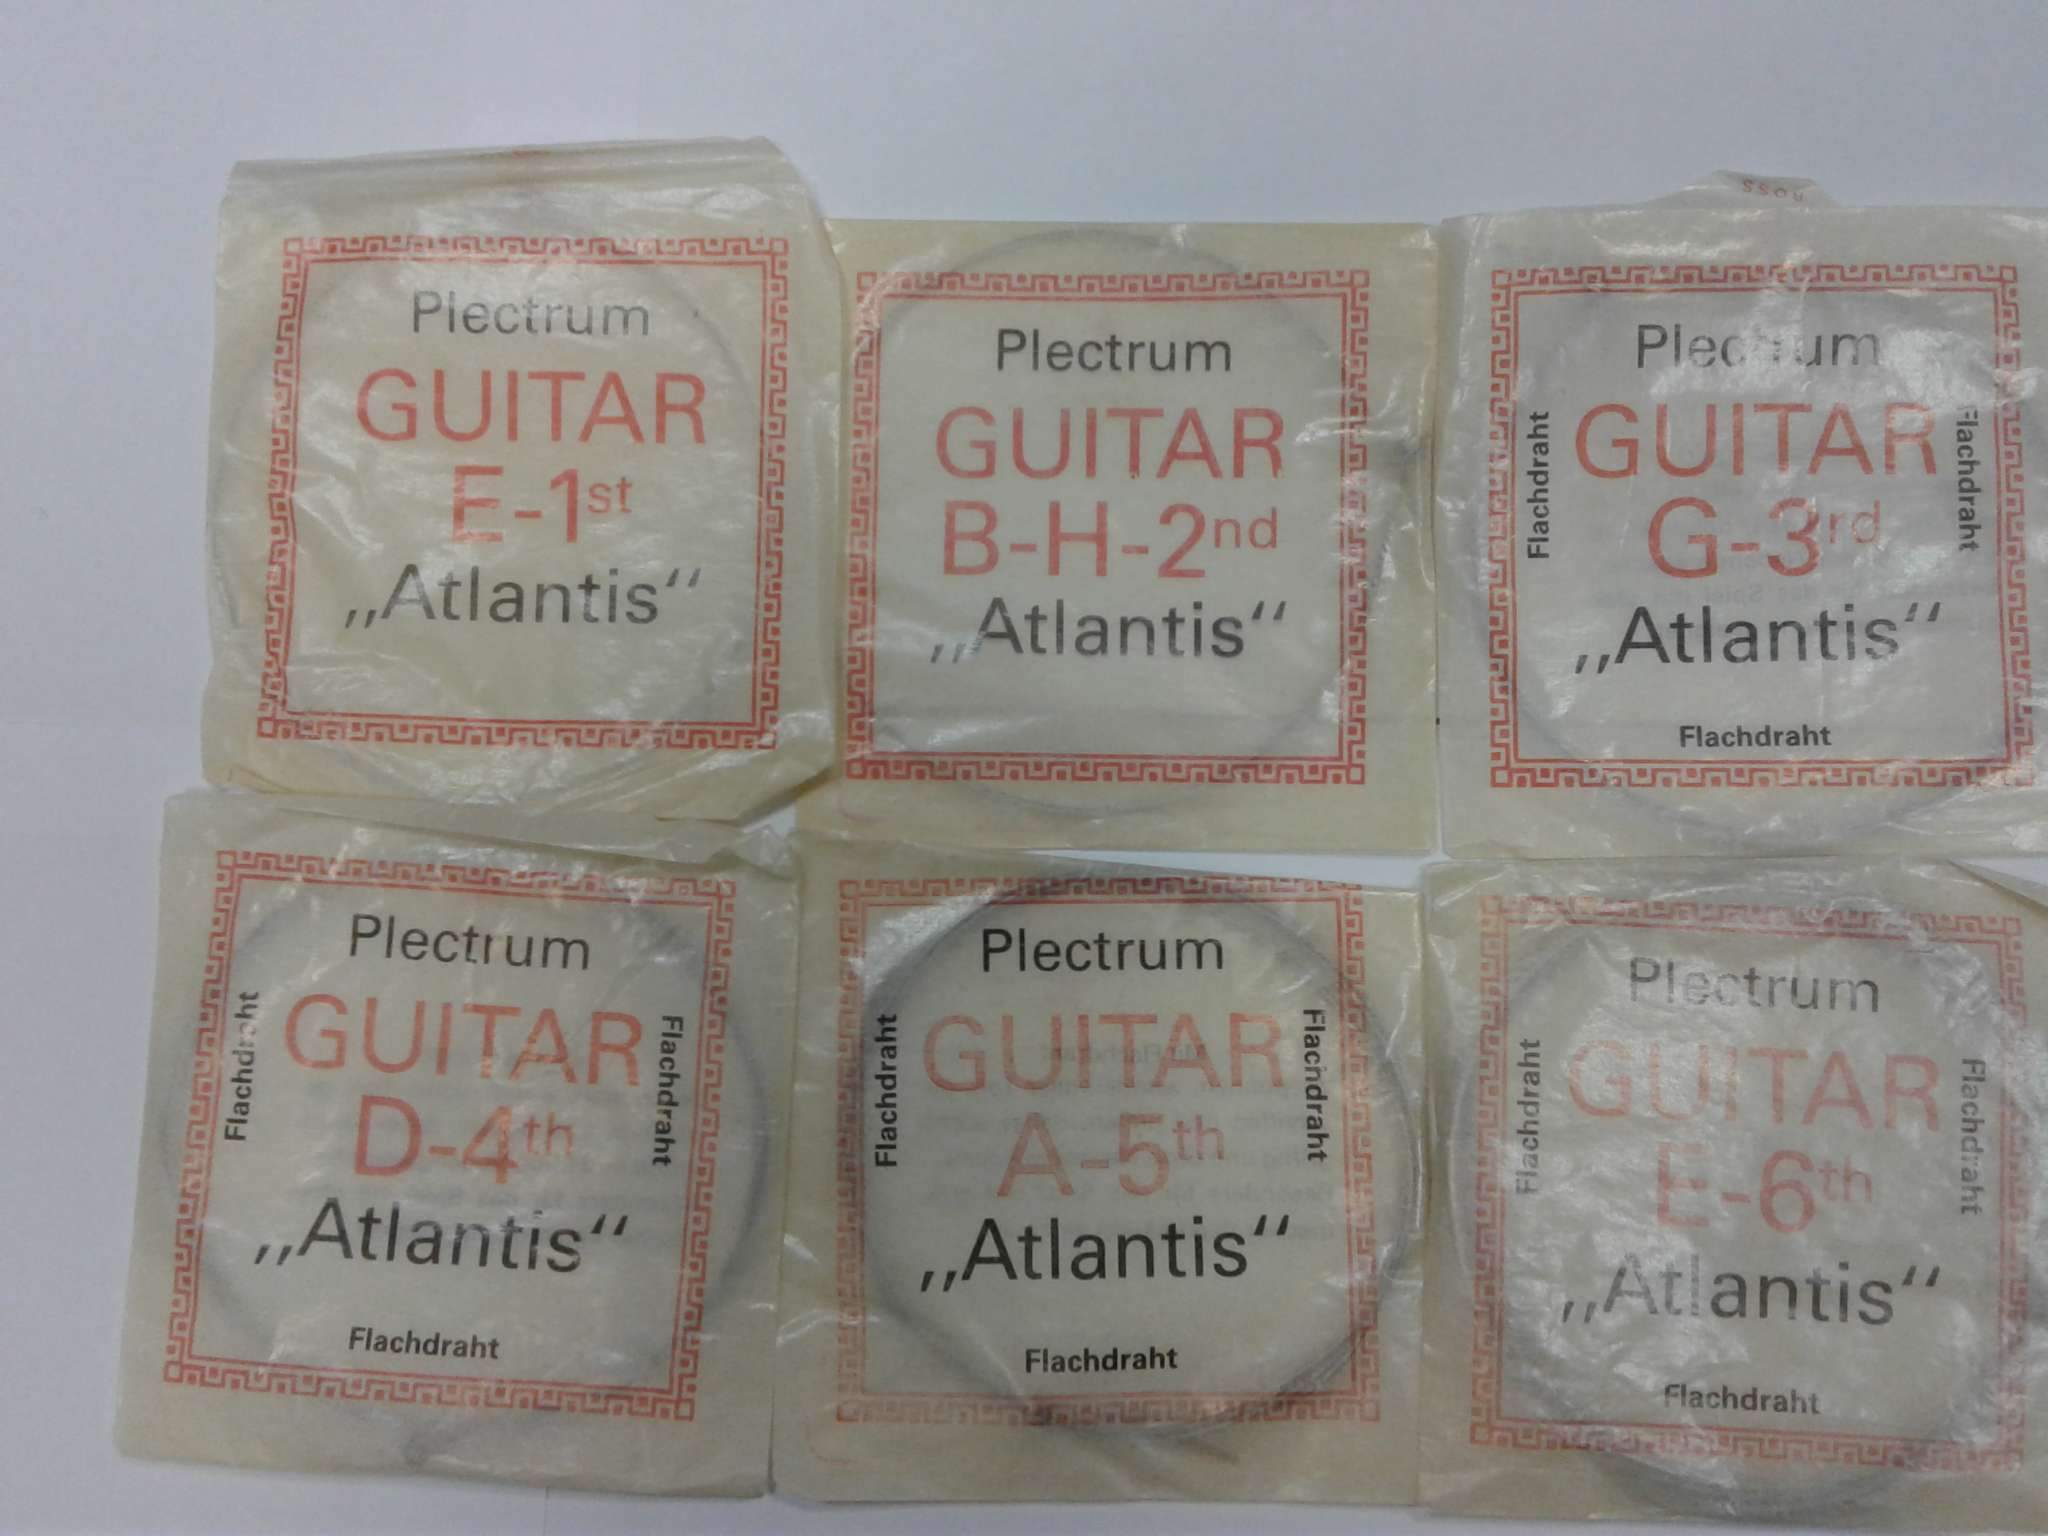 Plectrum
GUITAR
E-1st
„Atlantis“
Plectrum
GUITAR
B-H-2nd
„Atlantis“
ROSS
Plectrum
GUITAR
G-3rd
„Atlantis“
Flachdraht
Flachdraht
Flachdraht
Plectrum
GUITAR
D-4th
„Atlantis“
Flachdraht
Flachdraht
Flachdraht
Plectrum
GUITAR
A-5th
„Atlantis“
Flachdraht
Flachdraht
Flachdraht
Plectrum
GUITAR
E-6th
„Atlantis“
Flachdraht
Flachdraht
Flachdraht